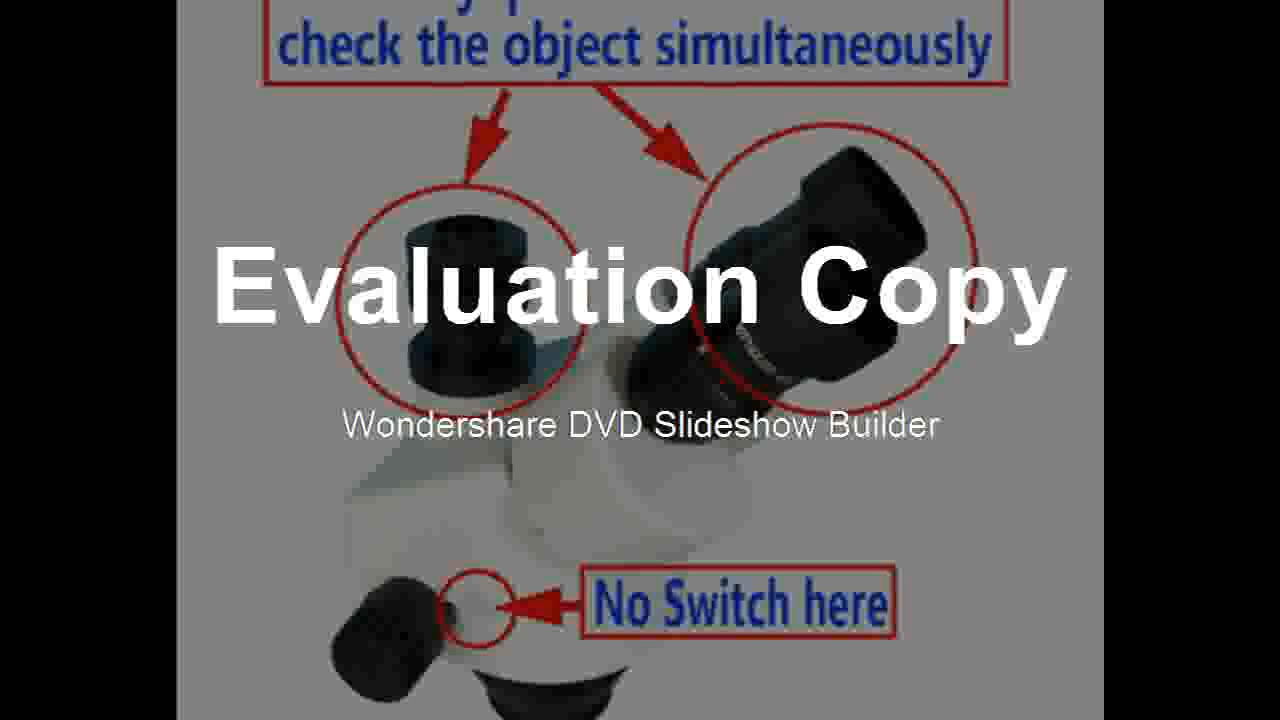 check the object simultaneously
Evaluation Copy
Wondershare DVD Slideshow Builder
No Switch here